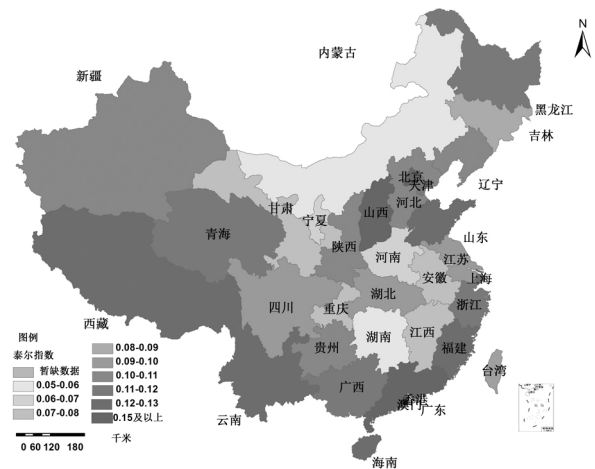 N
内蒙古
新疆
黑龙江
吉林
辽宁
北京
天津
河北
甘肃
宁夏
山西
青海
陕西
山东
河南
江苏
安徽
上海
四川
湖北
重庆
浙江
西藏
湖南
江西
贵州
福建
台湾
广西
香港
澳门
广东
云南
海南
图例
泰尔指数
暂缺数据
0.05-0.06
0.06-0.07
0.07-0.08
0.08-0.09
0.09-0.10
0.10-0.11
0.11-0.12
0.12-0.13
0.15及以上
千米
0 60 120 180